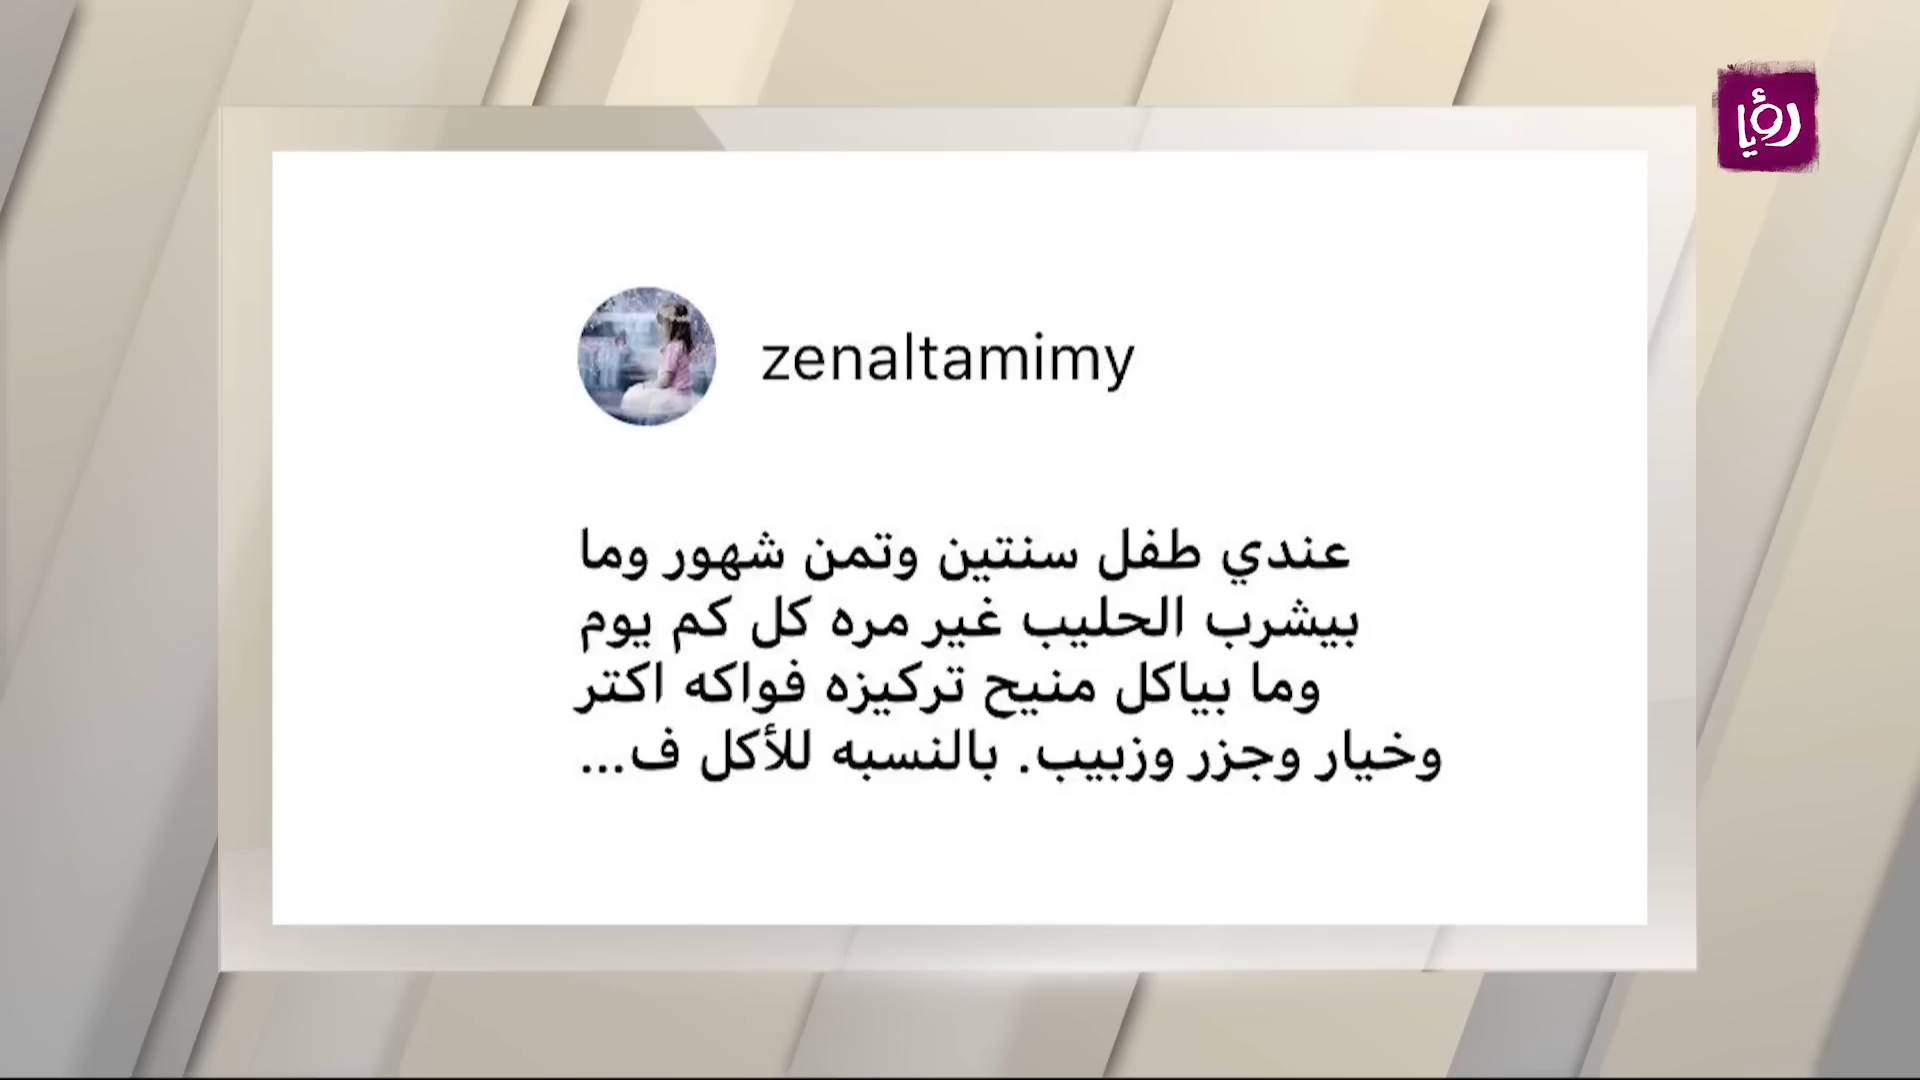 رؤيا
zenaltamimy
عندي طفل سنتين وتمن شهور وما
بيشرب الحليب غير مره كل كم يوم
وما بياكل منيح تركيزه فواكه اكتر
وخيار وجزر وزبيب. بالنسبه للأكل ف...